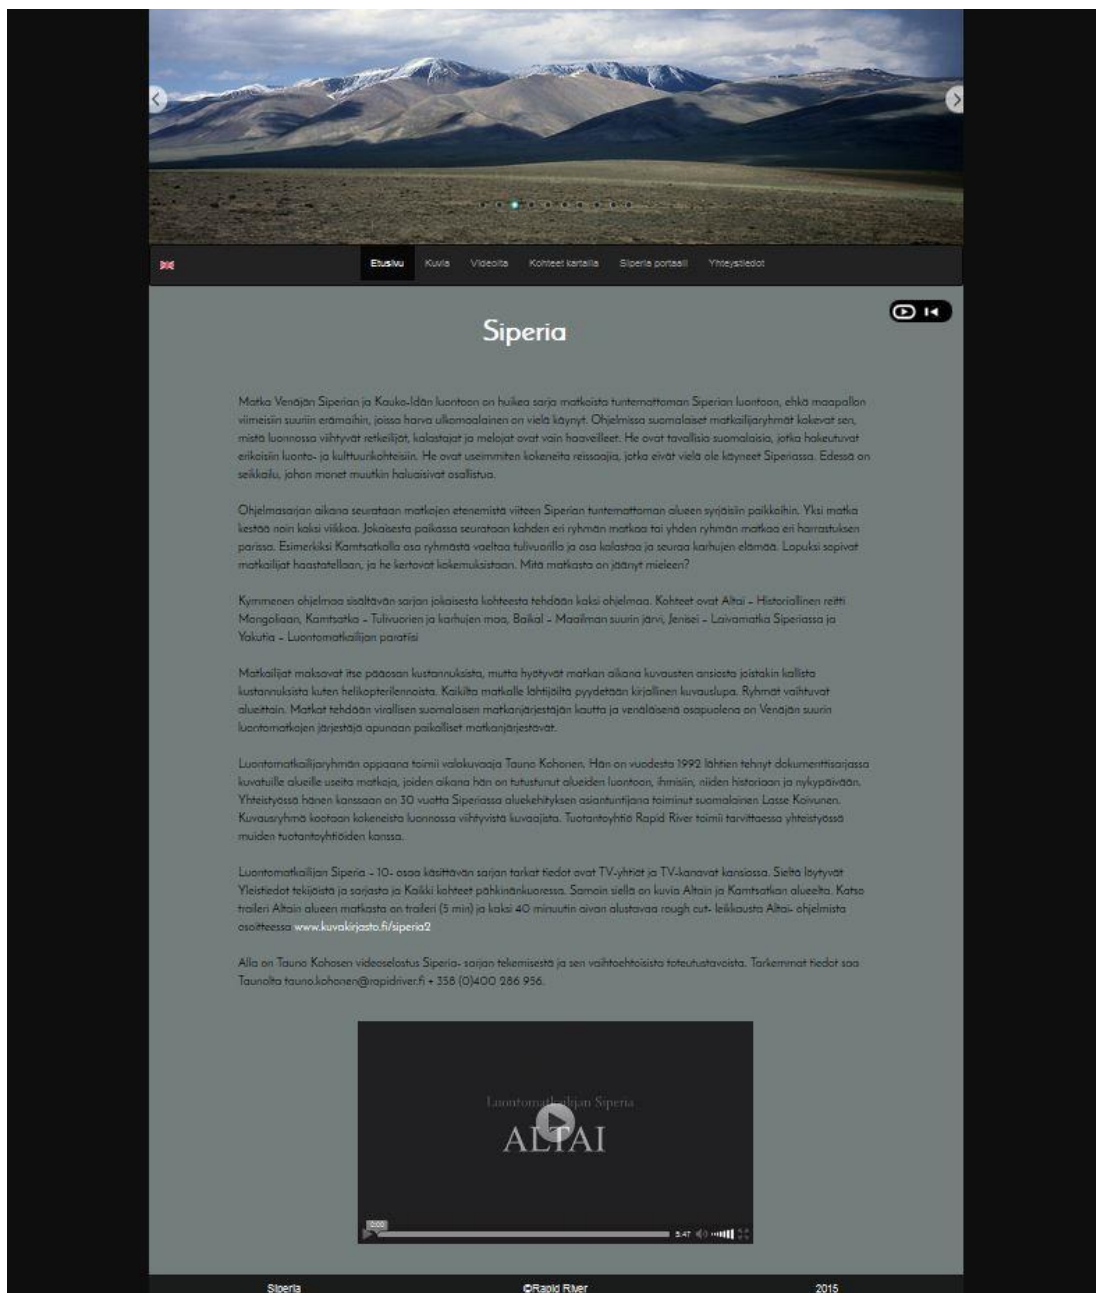 Etusivu Kuvia Videoita Kohteet kartalla Siperia portaali Yhteystiedot
Siperia
Matka Venäjän Siperian ja Kauko-Idän luontoon on huikea sarja matkoista tuntemattoman Siperian luontoon, ehkä maapallon
viimeisiin suuriin erämaihin, joissa harva ulkomaalainen on vielä käynyt. Ohjelmissa suomalaiset matkailijaryhmät kokevat sen,
mistä luonnossa viihtyvät retkeilijät, kalastajat ja melojat ovat vain haaveilleet. He ovat tavallisia suomalaisia, jotka hakeutuvat
erikoisiin luonto- ja kulttuurikohteisiin. He ovat useimmiten kokeneita reissaajia, jotka eivät vielä ole käyneet Siperiassa. Edessä on
seikkailu, johon monet muutkin haluaisivat osallistua.
Ohjelmasarjan aikana seurataan matkojen etenemistä viiteen Siperian tuntemattoman alueen syrjäisiin paikkoihin. Yksi matka
kestää noin kaksi viikkoa. Jokaisesta paikassa seurataan kahden eri ryhmän matkaa tai yhden ryhmän matkaa eri harrastuksen
parissa. Esimerkiksi Kamtsatkalla osa ryhmästä vaeltaa tulivuorilla ja osa kalastaa ja seuraa karhujen elämää. Lopuksi sopivat
matkailijat haastatellaan, ja he kertovat kokemuksistaan. Mitä matkasta on jäänyt mieleen?
Kymmenen ohjelmaa sisältävän sarjan jokaisesta kohteesta tehdään kaksi ohjelmaa. Kohteet ovat Altai – Historiallinen reitti
Mongoliaan, Kamtsatka – Tulivuorien ja karhujen maa, Baikal – Maailman suurin järvi, Jenisei – Laivamatka Siperiassa ja
Yakutia – Luontomatkailijan paratiisi
Matkailijat maksavat itse pääosan kustannuksista, mutta hyötyvät matkan aikana kuvausten ansiosta joistakin kallista
kustannuksista kuten helikopterilennoista. Kaikilta matkalle lähtijöiltä pyydetään kirjallinen kuvauslupa. Ryhmät vaihtuvat
alueittain. Matkat tehdään virallisen suomalaisen matkanjärjestäjän kautta ja venäläisenä osapuolena on Venäjän suurin
luontomatkojen järjestäjä apunaan paikalliset matkanjärjestävät.
Luontomatkailijaryhmän oppaana toimii valokuvaaja Tauno Kohonen. Hän on vuodesta 1992 lähtien tehnyt dokumenttisarjassa
kuvatuille alueille useita matkoja, joiden aikana hän on tutustunut alueiden luontoon, ihmisiin, niiden historiaan ja nykypäivään.
Yhteistyössä hänen kanssaan on 30 vuotta Siperiassa aluekehityksen asiantuntijana toiminut suomalainen Lasse Koivunen.
Kuvausryhmä kootaan kokeneista luonnossa viihtyvistä kuvaajista. Tuotantoyhtiö Rapid River toimii tarvittaessa yhteistyössä
muiden tuotantoyhtiöiden kanssa.
Luontomatkailijan Siperia – 10- osaa käsittävän sarjan tarkat tiedot ovat TV-yhtiöt ja TV-kanavat kansiossa. Sieltä löytyvät
Yleistiedot tekijöistä ja sarjasta ja Kaikki kohteet pähkinänkuoressa. Samoin siellä on kuvia Altain ja Kamtsatkan alueelta. Katso
traileri Altain alueen matkasta on traileri (5 min) ja kaksi 40 minuutin aivan alustavaa rough cut- leikkausta Altai- ohjelmista
osoitteessa www.kuvakirjasto.fi/siperia2
Alla on Tauno Kohosen videoselostus Siperia- sarjan tekemisestä ja sen vaihtoehtoisista toteutustavoista. Tarkemmat tiedot saa
Taunolta tauno.kohonen@rapidriver.fi + 358 (0)400 286 956.
Luontomatkailijan Siperia
ALTAI
0:00
5:47
Siperia ©Rapid River 2015